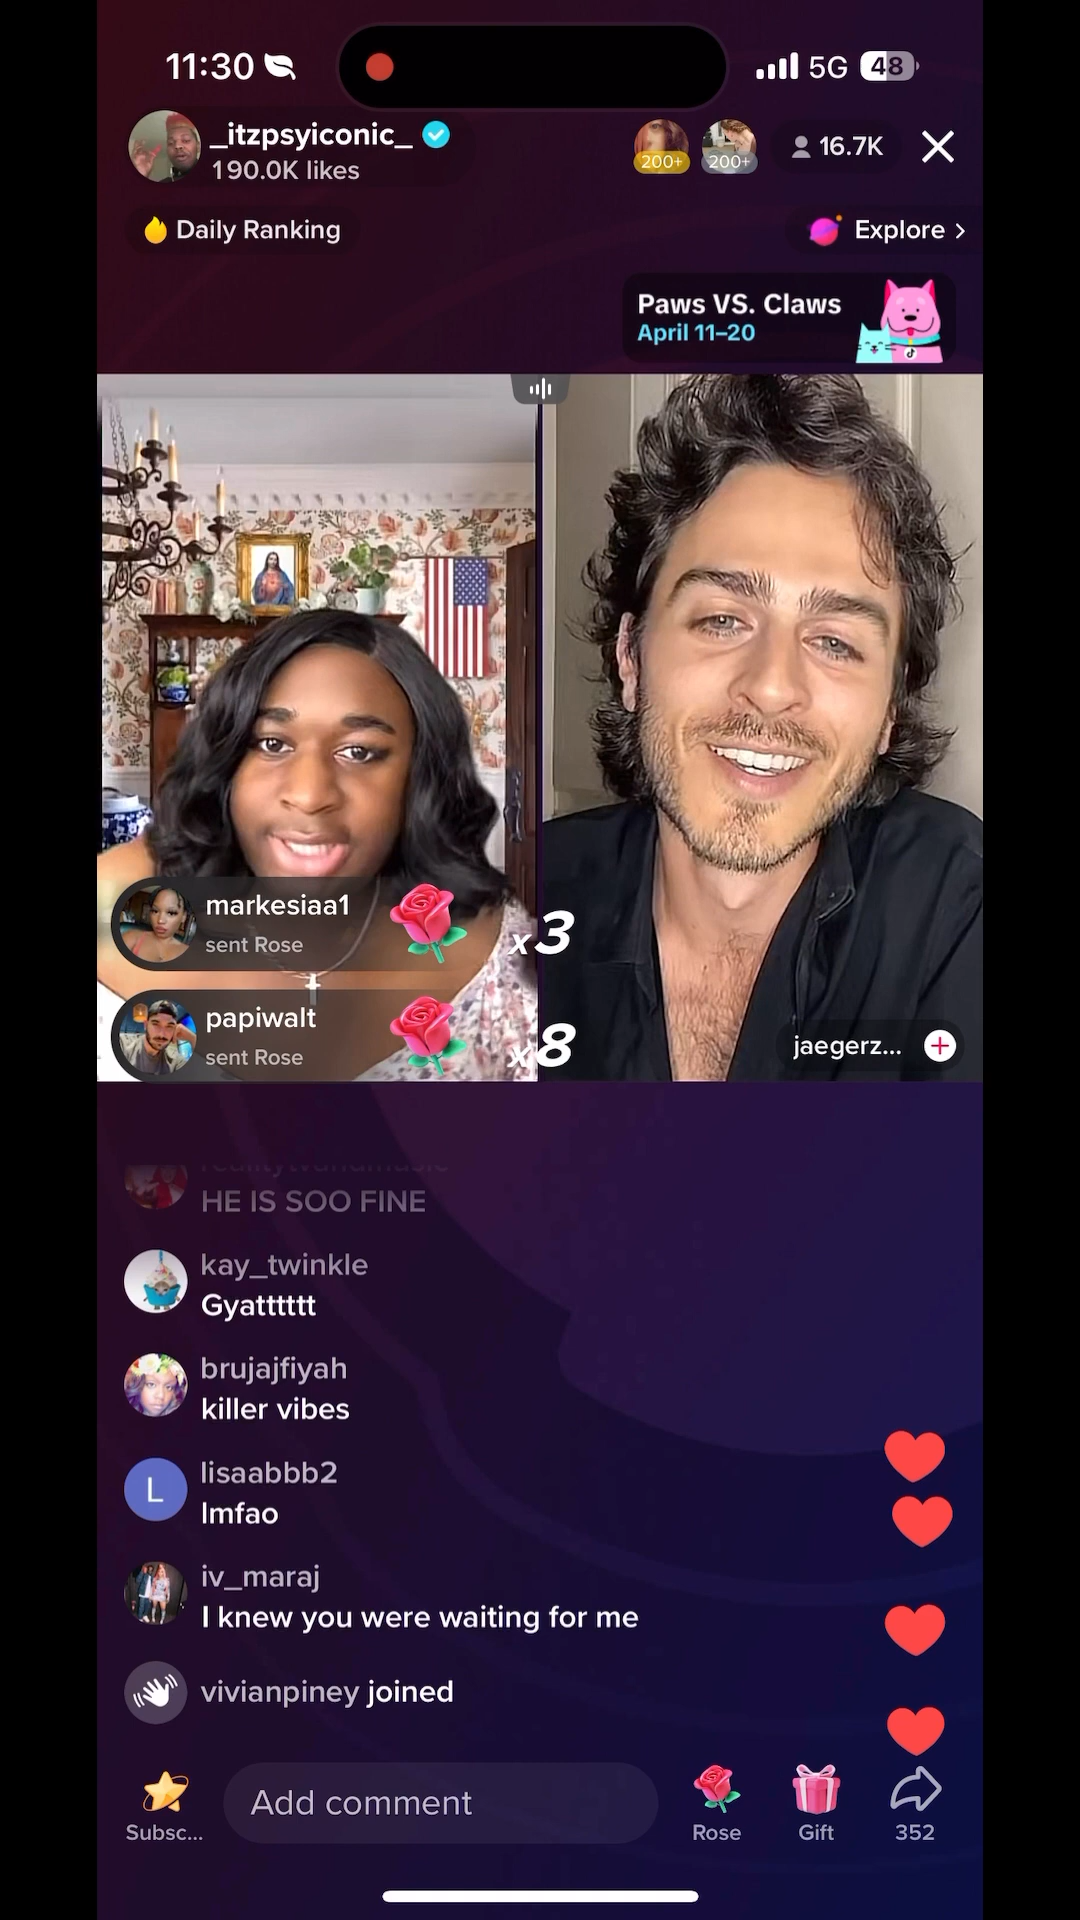 11:30
5G 48
_itzpsyiconic_
190.0K likes
200+
200+
16.7K
Daily Ranking
Explore >
Paws VS. Claws
April 11–20
markesiaa1
sent Rose
x3
papiwalt
sent Rose
x8
jaegerz...
realitytvandmusic
HE IS SOO FINE
kay_twinkle
Gyatttttt
brujajfiyah
killer vibes
L
lisaabbb2
lmfao
iv_maraj
I knew you were waiting for me
vivianpiney joined
Subsc...
Add comment
Rose
Gift
352